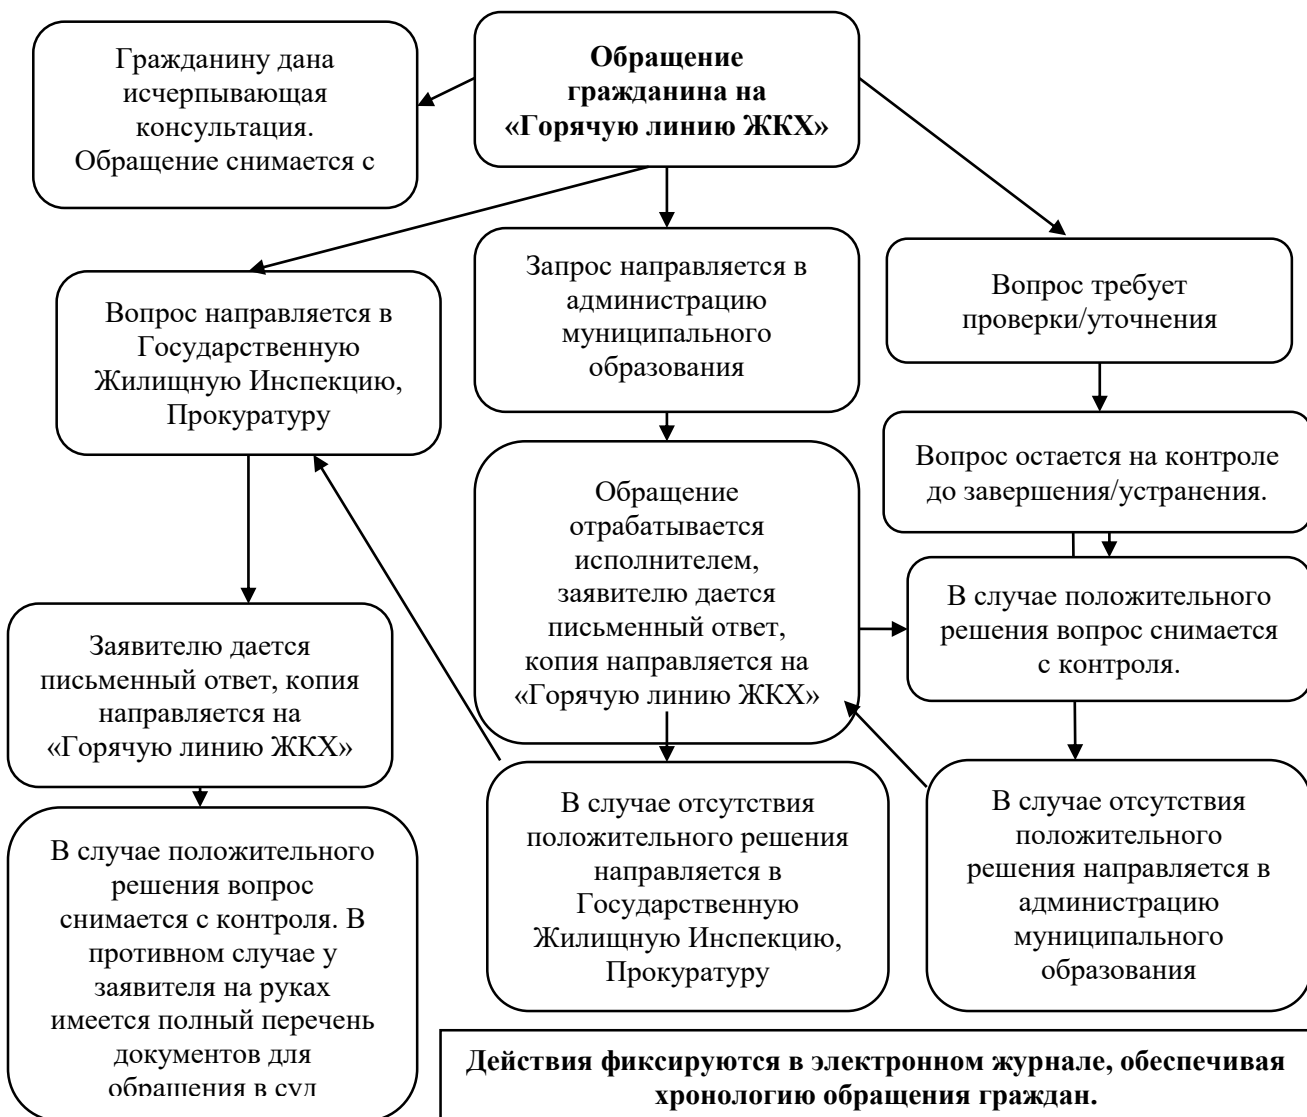 Гражданину дана
исчерпывающая
консультация.
Обращение снимается с
Обращение
гражданина на
«Горячую линию ЖКХ»
Вопрос направляется в
Государственную
Жилищную Инспекцию,
Прокуратуру
Запрос направляется в
администрацию
муниципального
образования
Вопрос требует
проверки/уточнения
Вопрос остается на контроле
до завершения/устранения.
Обращение
отрабатывается
исполнителем,
заявителю дается
письменный ответ,
копия направляется на
«Горячую линию ЖКХ»
В случае положительного
решения вопрос снимается
с контроля.
Заявителю дается
письменный ответ, копия
направляется на
«Горячую линию ЖКХ»
В случае отсутствия
положительного решения
направляется в
Государственную
Жилищную Инспекцию,
Прокуратуру
В случае отсутствия
положительного
решения направляется в
администрацию
муниципального
образования
В случае положительного
решения вопрос
снимается с контроля. В
противном случае у
заявителя на руках
имеется полный перечень
документов для
обращения в суд
Действия фиксируются в электронном журнале, обеспечивая
хронологию обращения граждан.